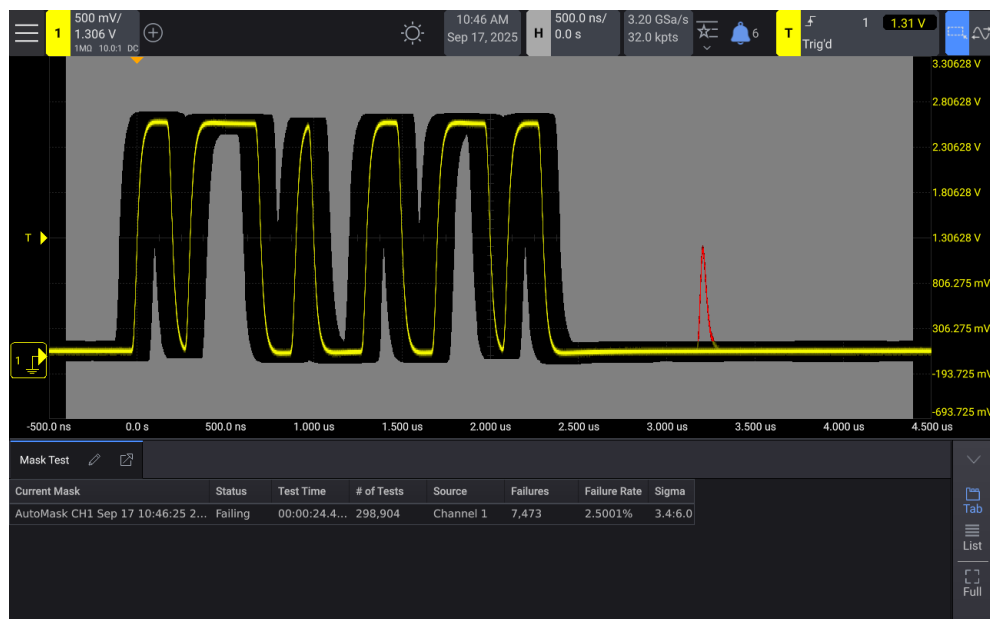 1
500 mV/
1.306 V
1MΩ 10.0:1 DC
10:46 AM
Sep 17, 2025
H
500.0 ns/
0.0 s
3.20 GSa/s
32.0 kpts
6
T
Trig'd
1
1.31 V
3.30628 V
2.80628 V
2.30628 V
1.80628 V
T
1.30628 V
806.275 mV
306.275 mV
1
-193.725 mV
-693.725 mV
-500.0 ns 0.0 s 500.0 ns 1.000 us 1.500 us 2.000 us 2.500 us 3.000 us 3.500 us 4.000 us 4.500 us
Mask Test
Current Mask Status Test Time # of Tests Source Failures Failure Rate Sigma
AutoMask CH1 Sep 17 10:46:25 2... Failing 00:00:24.4... 298,904 Channel 1 7,473 2.5001% 3.4:6.0
Tab
List
Full